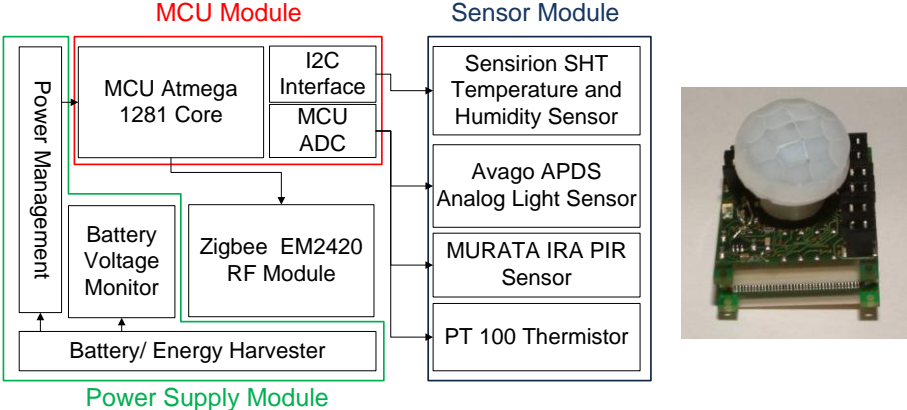 MCU Module
Sensor Module
Power Management
MCU Atmega
1281 Core
I2C
Interface
MCU
ADC
Sensirion SHT
Temperature and
Humidity Sensor
Avago APDS
Analog Light Sensor
Battery
Voltage
Monitor
Zigbee EM2420
RF Module
MURATA IRA PIR
Sensor
PT 100 Thermistor
Battery/ Energy Harvester
Power Supply Module